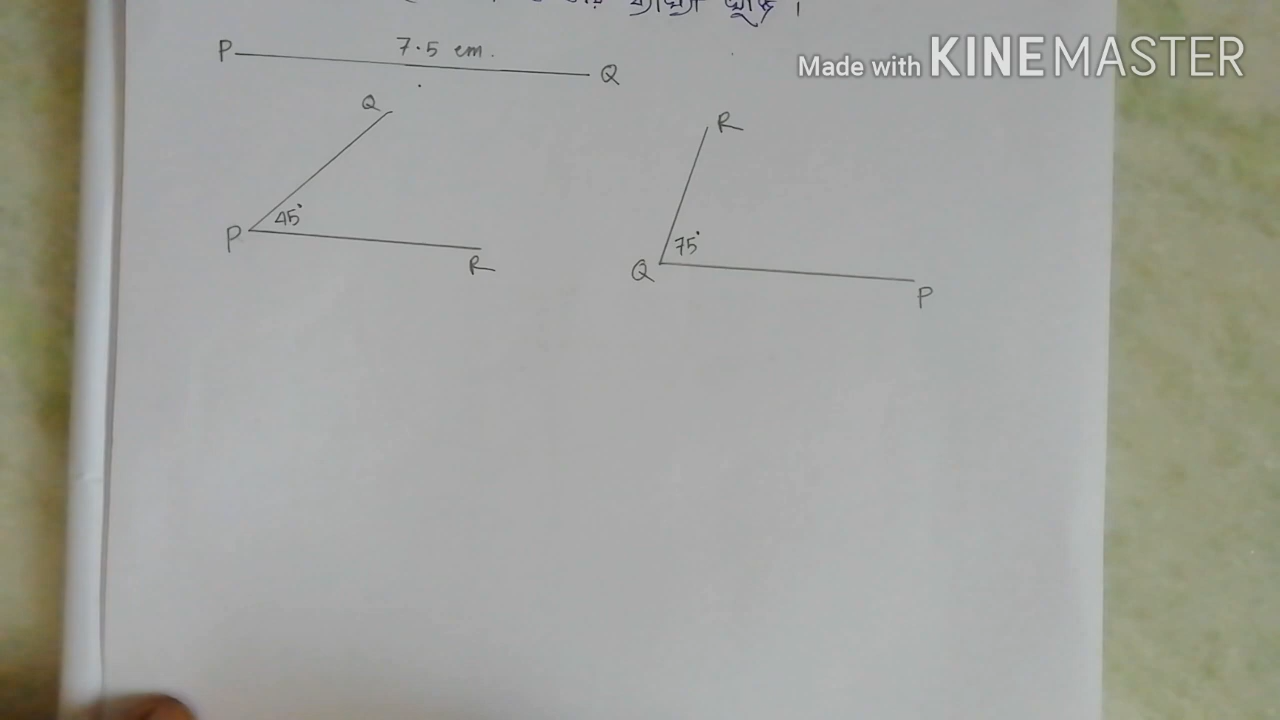 P 7.5 cm. Q
Made with KINEMASTER
Q
P 45°
R
R
Q 75°
P